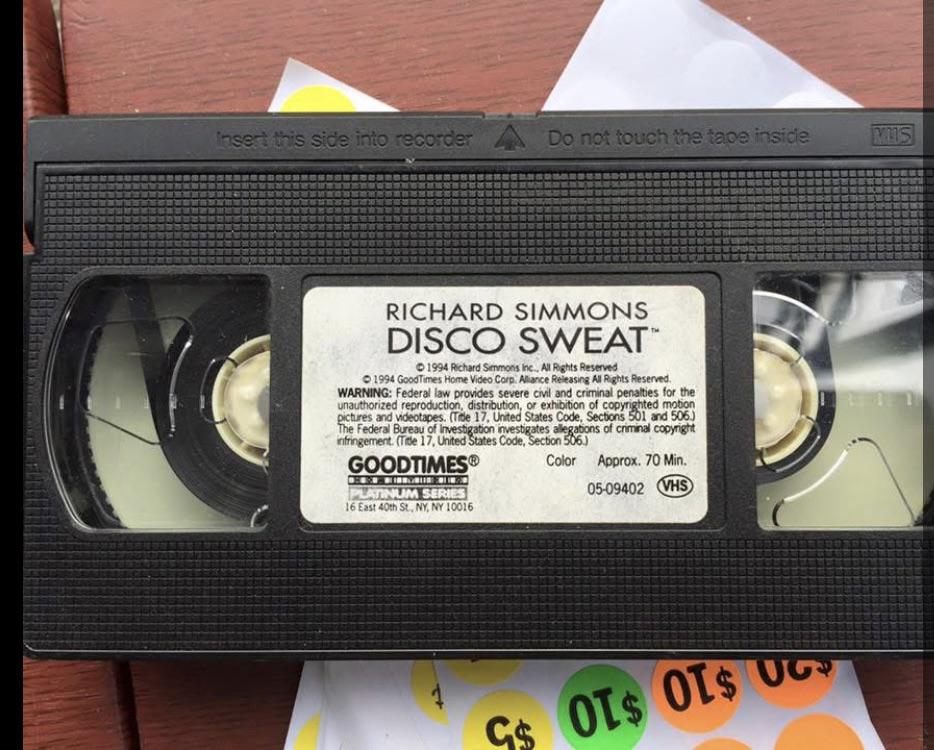 Insert this side into recorder Do not touch the tape inside VHS
RICHARD SIMMONS
DISCO SWEAT™
© 1994 Richard Simmons Inc., All Rights Reserved
© 1994 GoodTimes Home Video Corp. Alliance Releasing All Rights Reserved.
WARNING: Federal law provides severe civil and criminal penalties for the
unauthorized reproduction, distribution, or exhibition of copyrighted motion
pictures and videotapes. (Title 17, United States Code, Sections 501 and 506.)
The Federal Bureau of Investigation investigates allegations of criminal copyright
infringement. (Title 17, United States Code, Section 506.)
GOODTIMES® Color Approx. 70 Min.
PLATINUM SERIES 05-09402 VHS
16 East 40th St., NY, NY 10016
$5 $10 $10 $20